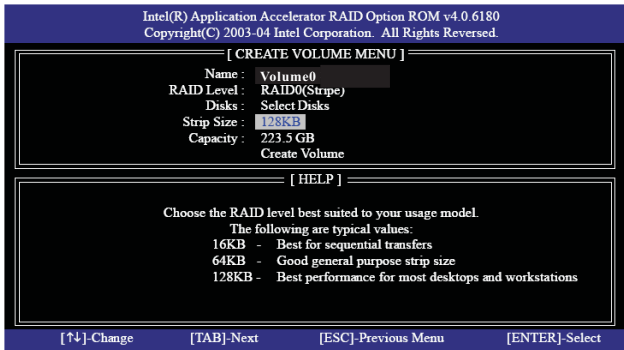 Intel(R) Application Accelerator RAID Option ROM v4.0.6180
Copyright(C) 2003-04 Intel Corporation. All Rights Reversed.
[ CREATE VOLUME MENU ]
Name : Volume0
RAID Level : RAID0(Stripe)
Disks : Select Disks
Strip Size : 128KB
Capacity : 223.5 GB
Create Volume
[ HELP ]
Choose the RAID level best suited to your usage model.
The following are typical values:
16KB - Best for sequential transfers
64KB - Good general purpose strip size
128KB - Best performance for most desktops and workstations
[↑↓]-Change [TAB]-Next [ESC]-Previous Menu [ENTER]-Select